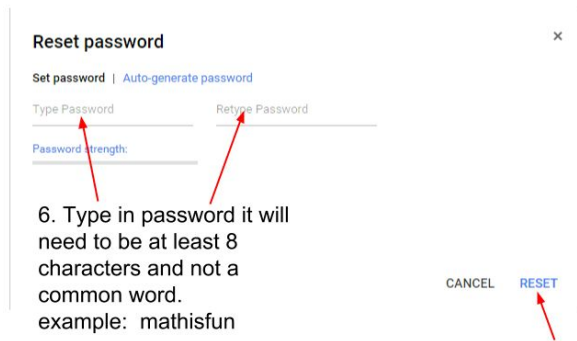 Reset password ×
Set password | Auto-generate password
Type Password Retype Password
Password strength:
6. Type in password it will
need to be at least 8
characters and not a
common word.
example: mathisfun
CANCEL RESET